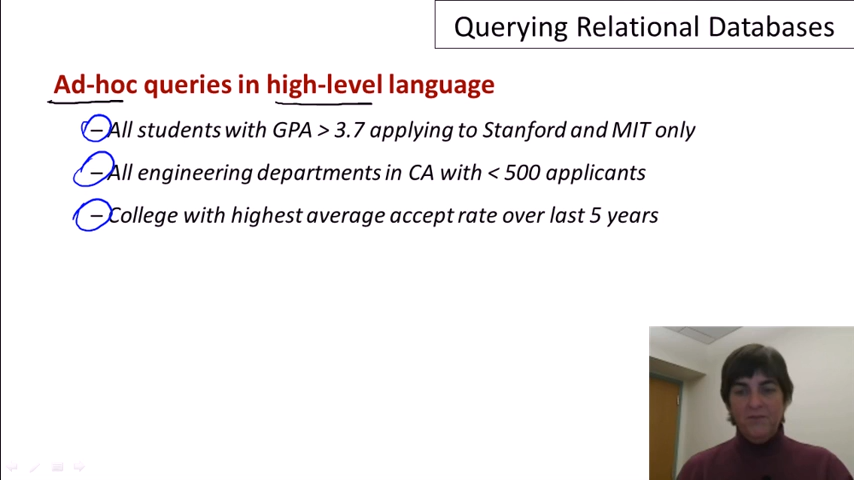 Querying Relational Databases
Ad-hoc queries in high-level language
– All students with GPA > 3.7 applying to Stanford and MIT only
– All engineering departments in CA with < 500 applicants
– College with highest average accept rate over last 5 years